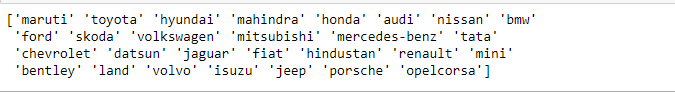 ['maruti' 'toyota' 'hyundai' 'mahindra' 'honda' 'audi' 'nissan' 'bmw'
'ford' 'skoda' 'volkswagen' 'mitsubishi' 'mercedes-benz' 'tata'
'chevrolet' 'datsun' 'jaguar' 'fiat' 'hindustan' 'renault' 'mini'
'bentley' 'land' 'volvo' 'isuzu' 'jeep' 'porsche' 'opelcorsa']